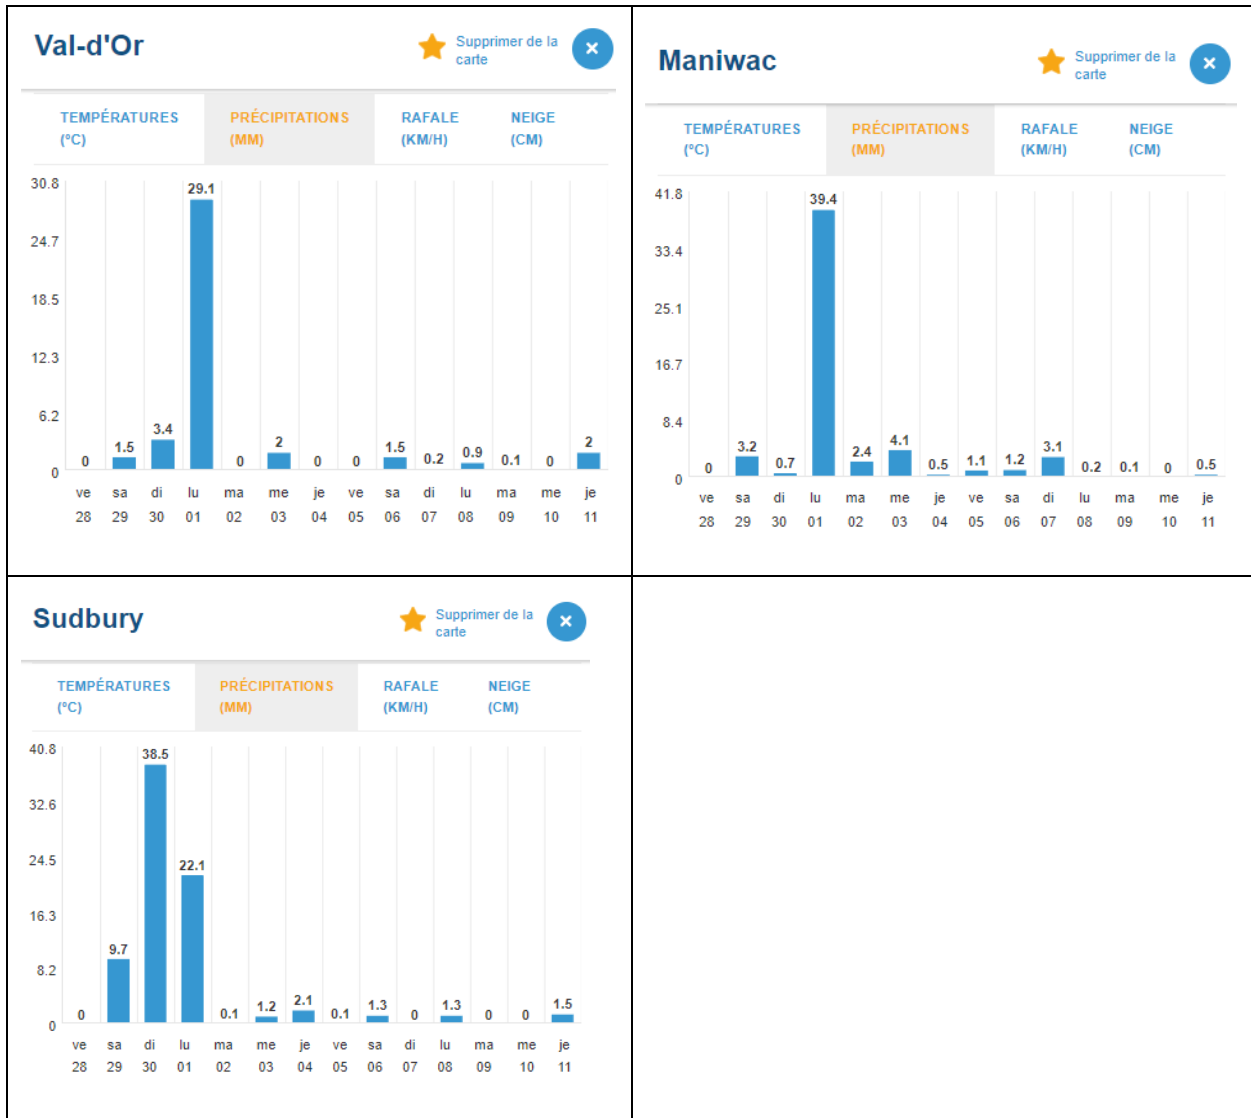 Val-d'Or
Supprimer de la
carte
TEMPÉRATURES
(°C)
PRÉCIPITATIONS
(MM)
RAFALE
(KM/H)
NEIGE
(CM)
30.8
24.7
18.5
12.3
6.2
0
0 1.5 3.4 29.1 0 2 0 0 1.5 0.2 0.9 0.1 0 2
ve sa di lu ma me je ve sa di lu ma me je
28 29 30 01 02 03 04 05 06 07 08 09 10 11
Maniwac
Supprimer de la
carte
TEMPÉRATURES
(°C)
PRÉCIPITATIONS
(MM)
RAFALE
(KM/H)
NEIGE
(CM)
41.8
33.4
25.1
16.7
8.4
0
0 3.2 0.7 39.4 2.4 4.1 0.5 1.1 1.2 3.1 0.2 0.1 0 0.5
ve sa di lu ma me je ve sa di lu ma me je
28 29 30 01 02 03 04 05 06 07 08 09 10 11
Sudbury
Supprimer de la
carte
TEMPÉRATURES
(°C)
PRÉCIPITATIONS
(MM)
RAFALE
(KM/H)
NEIGE
(CM)
40.8
32.6
24.5
16.3
8.2
0
0 9.7 38.5 22.1 0.1 1.2 2.1 0.1 1.3 0 1.3 0 0 1.5
ve sa di lu ma me je ve sa di lu ma me je
28 29 30 01 02 03 04 05 06 07 08 09 10 11